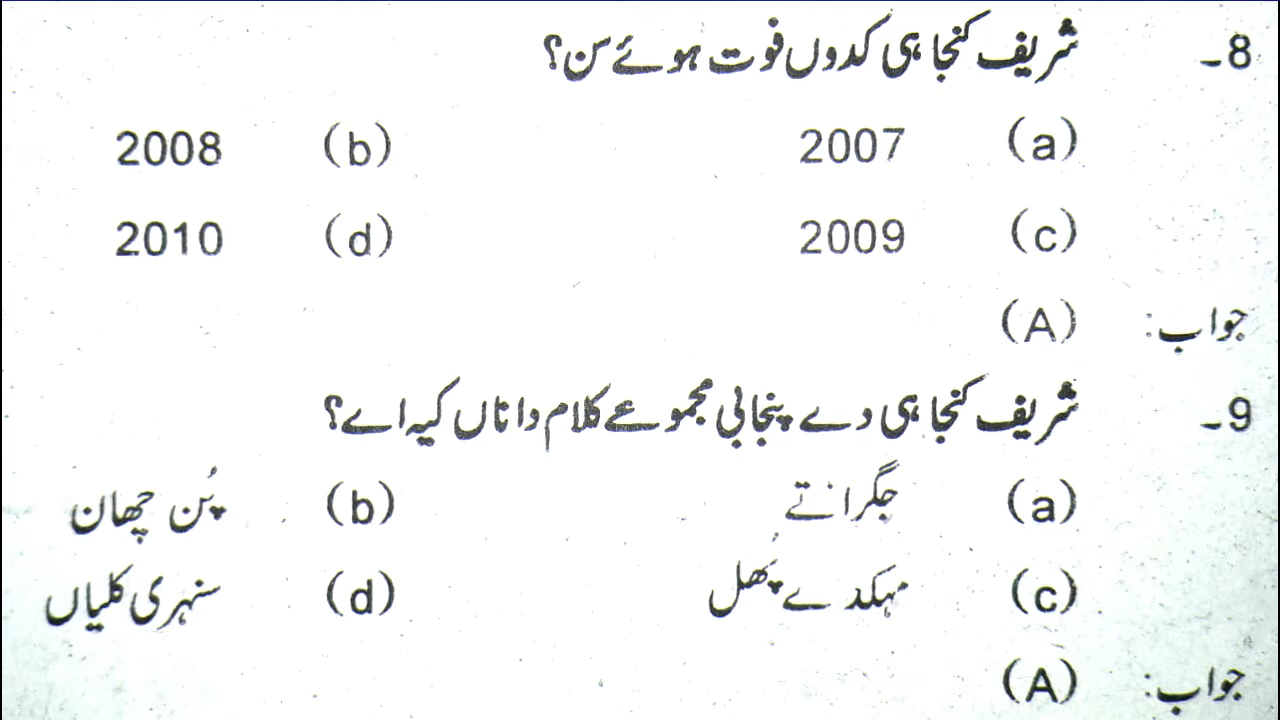 8۔ شریف کنجاہی کدوں فوت ہوئے سن؟
(a) 2007 (b) 2008
(c) 2009 (d) 2010
جواب: (A)
9۔ شریف کنجاہی دے پنجابی مجموعے کلام دا ناں کیہ اے؟
(a) جگراتے (b) پُن چھان
(c) مہکدے پُھل (d) سنہری کلیاں
جواب: (A)